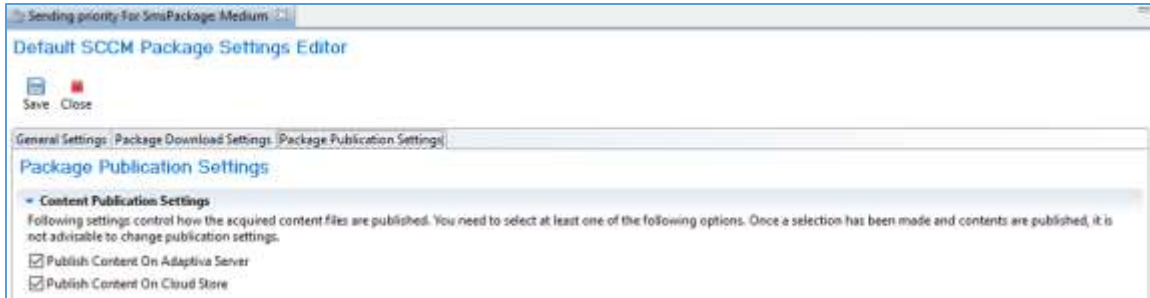 Sending priority For SmsPackage: Medium
Default SCCM Package Settings Editor
Save Close
General Settings Package Download Settings Package Publication Settings
Package Publication Settings
Content Publication Settings
Following settings control how the acquired content files are published. You need to select at least one of the following options. Once a selection has been made and contents are published, it is
not advisable to change publication settings.
Publish Content On Adaptiva Server
Publish Content On Cloud Store